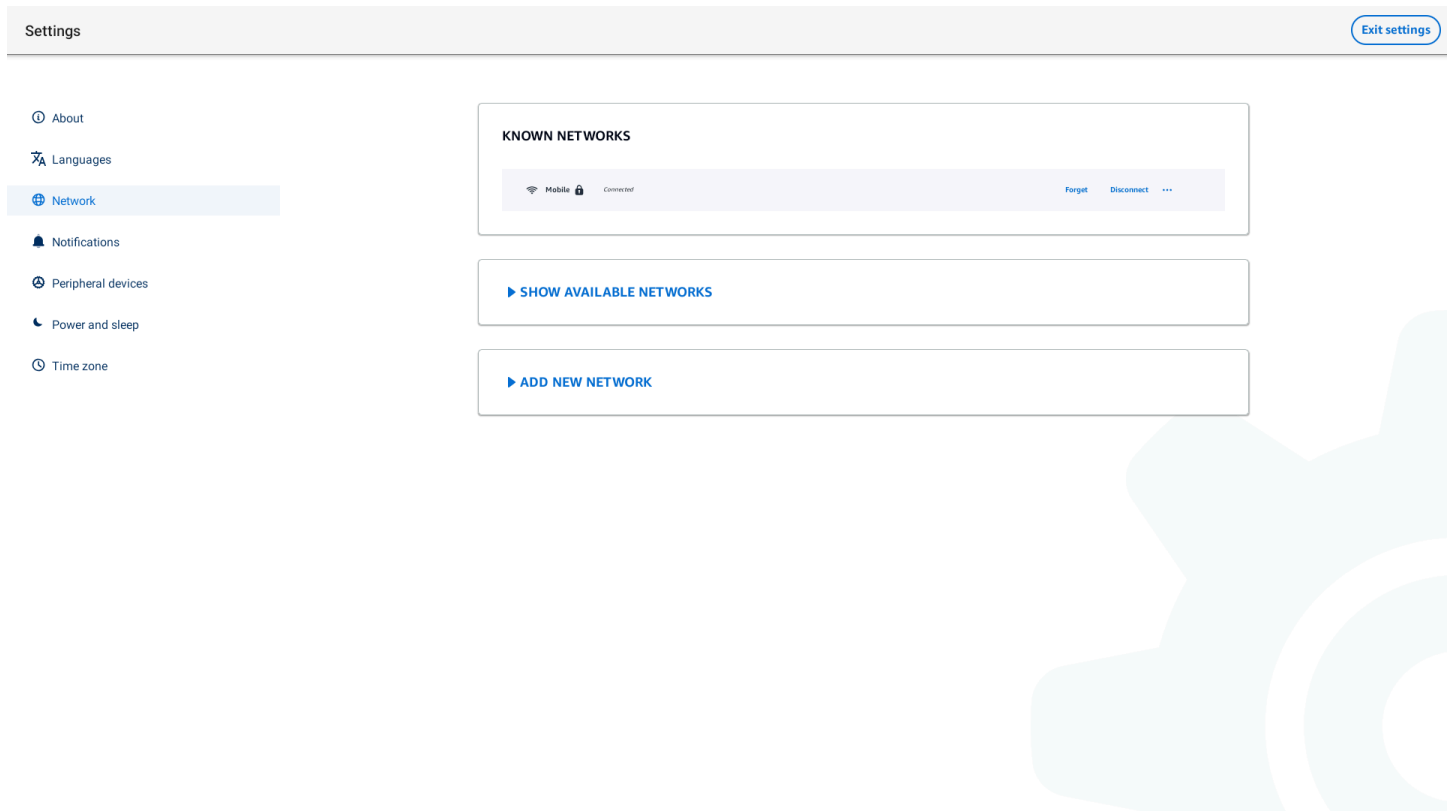 Settings
Exit settings
About
Languages
Network
Notifications
Peripheral devices
Power and sleep
Time zone
KNOWN NETWORKS
Mobile Connected Forget Disconnect ...
SHOW AVAILABLE NETWORKS
ADD NEW NETWORK